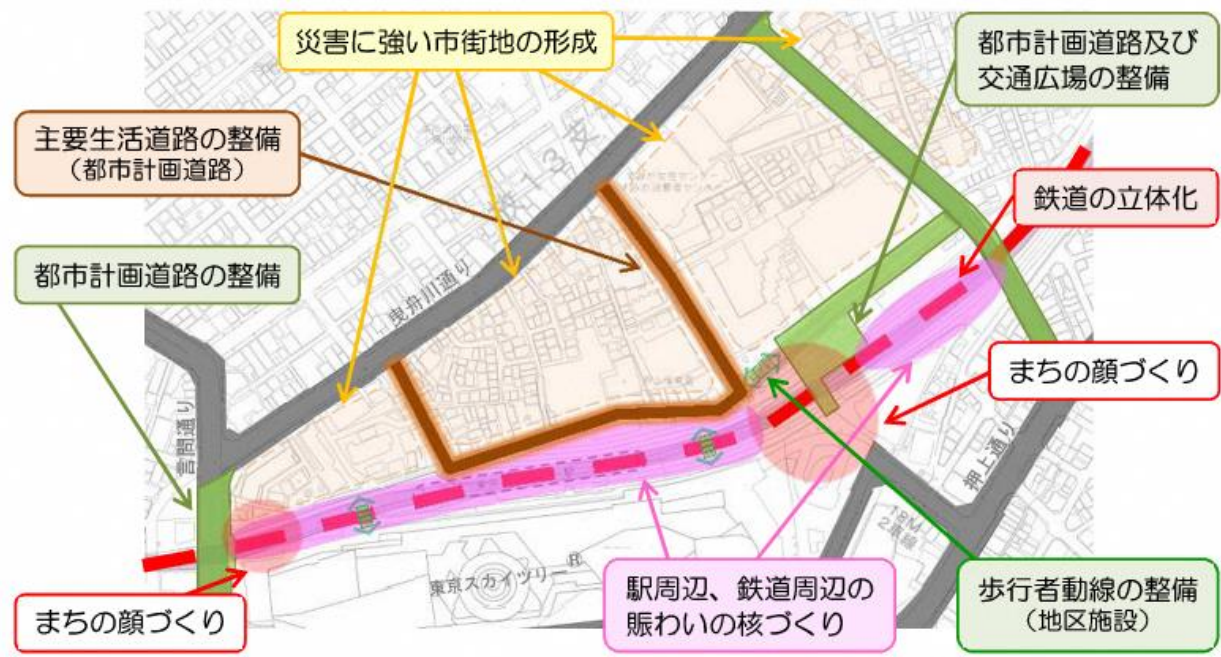 災害に強い市街地の形成
都市計画道路及び
交通広場の整備
主要生活道路の整備
（都市計画道路）
鉄道の立体化
都市計画道路の整備
曳舟川通り
まちの顔づくり
言問通り
押上通り
東京スカイツリー®
駅周辺、鉄道周辺の
賑わいの核づくり
歩行者動線の整備
（地区施設）
まちの顔づくり